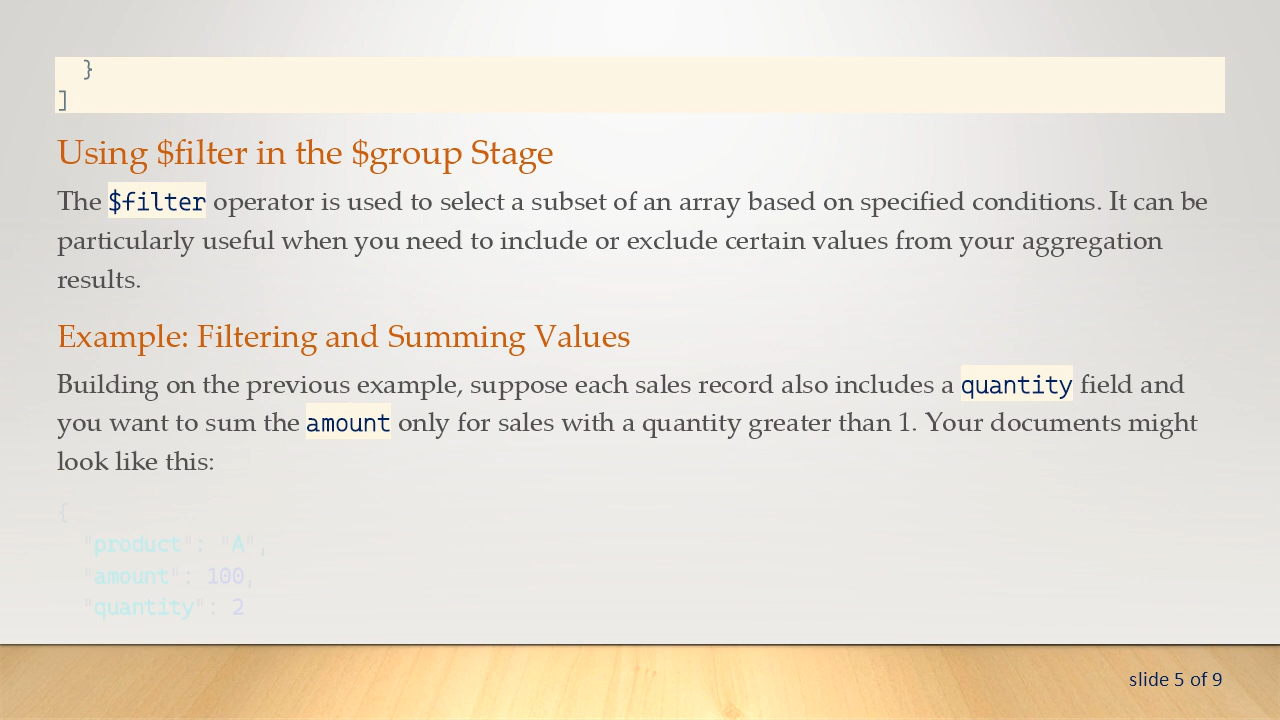 }
]
Using $filter in the $group Stage
The $filter operator is used to select a subset of an array based on specified conditions. It can be
particularly useful when you need to include or exclude certain values from your aggregation
results.
Example: Filtering and Summing Values
Building on the previous example, suppose each sales record also includes a quantity field and
you want to sum the amount only for sales with a quantity greater than 1. Your documents might
look like this:
{
"product": "A",
"amount": 100,
"quantity": 2
slide 5 of 9